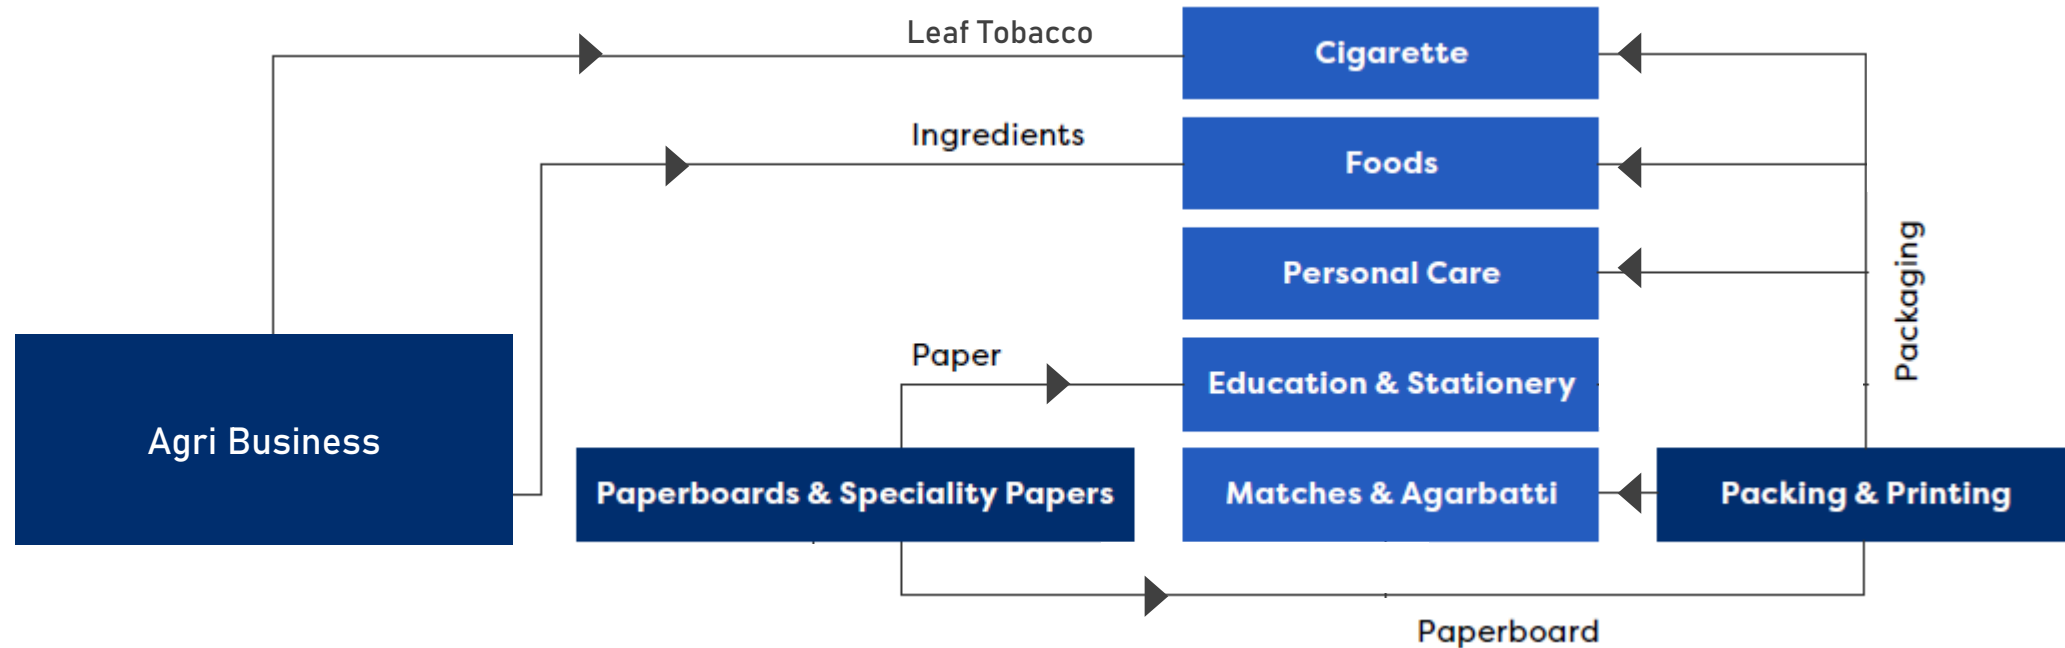 Leaf Tobacco
Cigarette
Ingredients
Foods
Personal Care
Packaging
Paper
Education & Stationery
Agri Business
Paperboards & Speciality Papers
Matches & Agarbatti
Packing & Printing
Paperboard